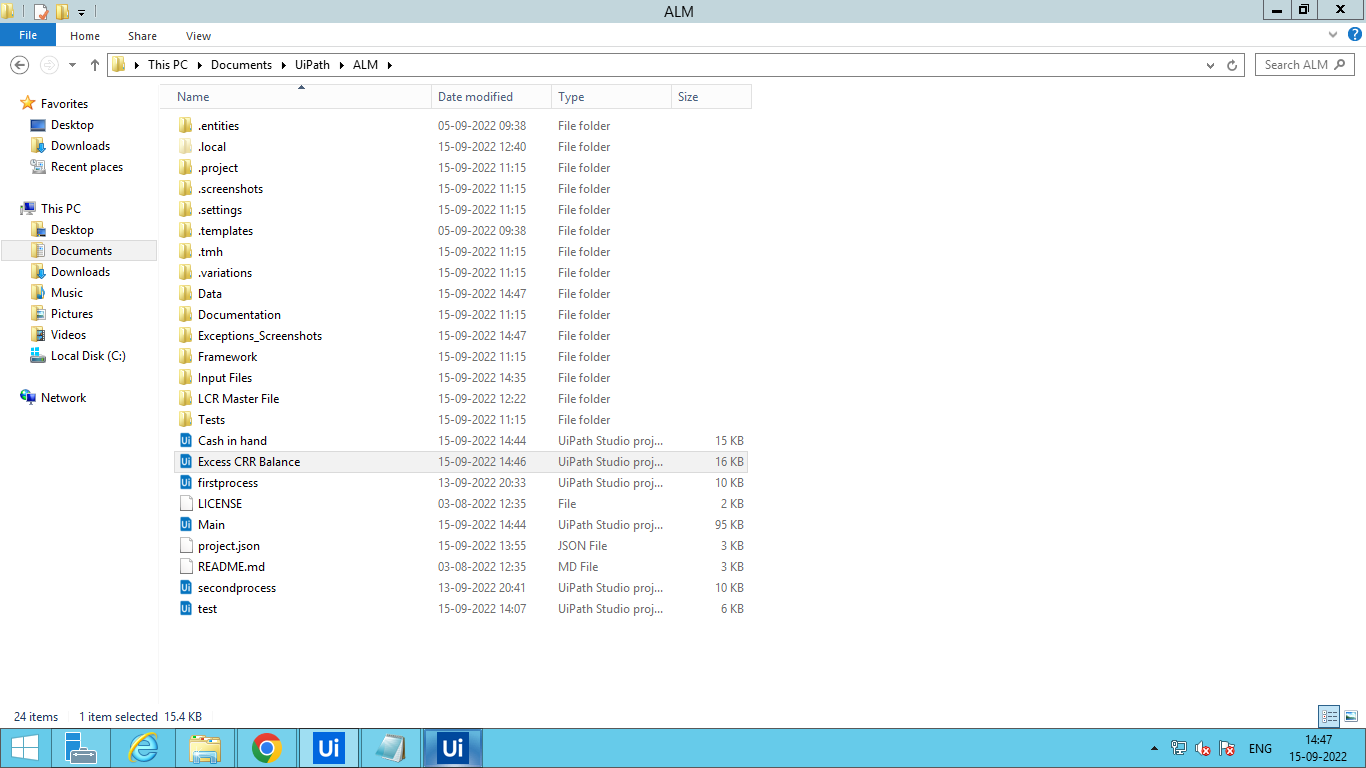 ALM
File Home Share View
This PC Documents UiPath ALM Search ALM
Name Date modified Type Size
Favorites
Desktop
Downloads
Recent places
This PC
Desktop
Documents
Downloads
Music
Pictures
Videos
Local Disk (C:)
Network
.entities 05-09-2022 09:38 File folder
.local 15-09-2022 12:40 File folder
.project 15-09-2022 11:15 File folder
.screenshots 15-09-2022 11:15 File folder
.settings 15-09-2022 11:15 File folder
.templates 05-09-2022 09:38 File folder
.tmh 15-09-2022 11:15 File folder
.variations 15-09-2022 11:15 File folder
Data 15-09-2022 14:47 File folder
Documentation 15-09-2022 11:15 File folder
Exceptions_Screenshots 15-09-2022 14:47 File folder
Framework 15-09-2022 11:15 File folder
Input Files 15-09-2022 14:35 File folder
LCR Master File 15-09-2022 12:22 File folder
Tests 15-09-2022 11:15 File folder
Ui Cash in hand 15-09-2022 14:44 UiPath Studio proj... 15 KB
Ui Excess CRR Balance 15-09-2022 14:46 UiPath Studio proj... 16 KB
Ui firstprocess 13-09-2022 20:33 UiPath Studio proj... 10 KB
LICENSE 03-08-2022 12:35 File 2 KB
Ui Main 15-09-2022 14:44 UiPath Studio proj... 95 KB
project.json 15-09-2022 13:55 JSON File 3 KB
README.md 03-08-2022 12:35 MD File 3 KB
Ui secondprocess 13-09-2022 20:41 UiPath Studio proj... 10 KB
Ui test 15-09-2022 14:07 UiPath Studio proj... 6 KB
24 items 1 item selected 15.4 KB
Ui Ui ENG 14:47
15-09-2022